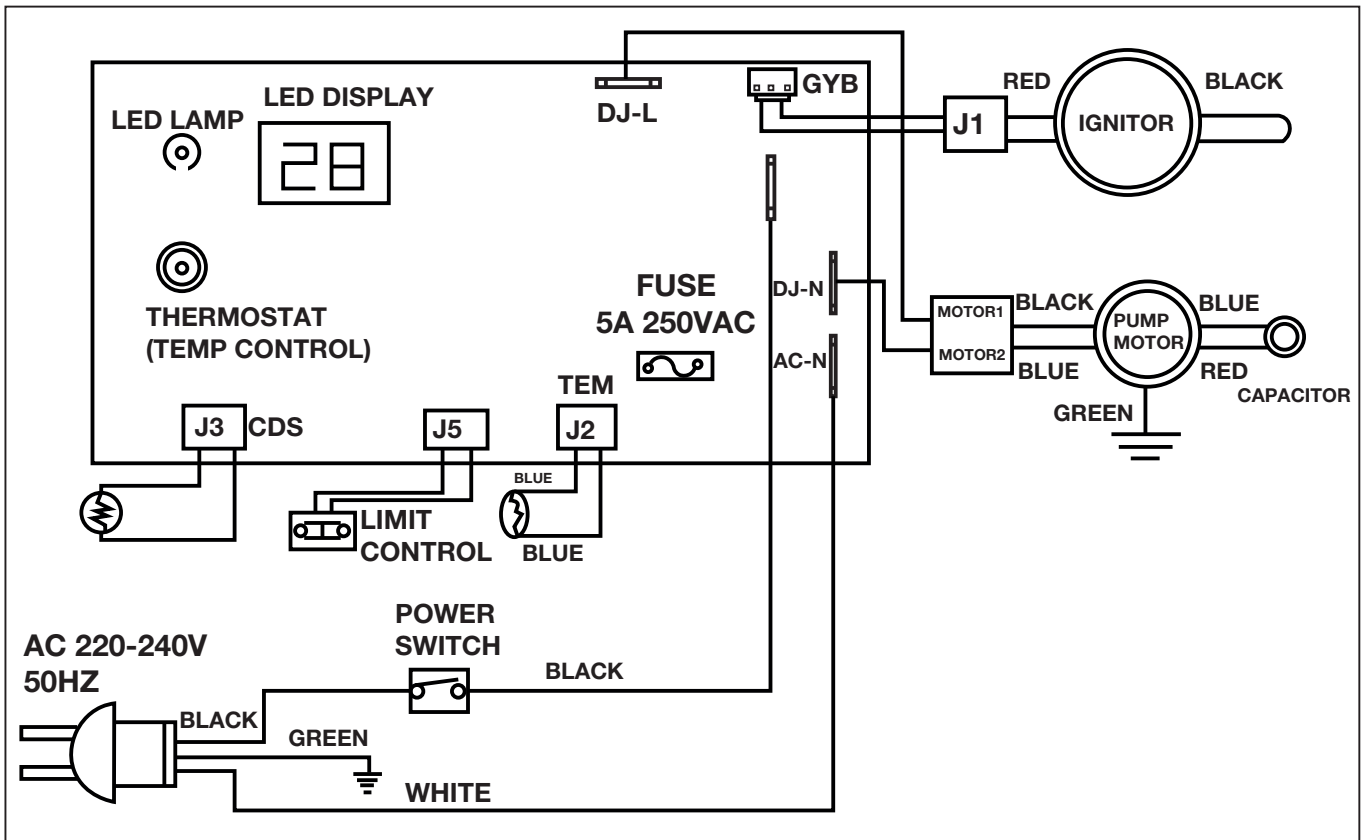 LED DISPLAY
LED LAMP
28
THERMOSTAT
(TEMP CONTROL)
DJ-L
GYB
J1
RED
IGNITOR
BLACK
FUSE
5A 250VAC
DJ-N
AC-N
MOTOR1
MOTOR2
BLACK
BLUE
PUMP
MOTOR
BLUE
RED
CAPACITOR
GREEN
J3
CDS
J5
TEM
J2
BLUE
BLUE
LIMIT
CONTROL
POWER
SWITCH
AC 220-240V
50HZ
BLACK
BLACK
GREEN
WHITE